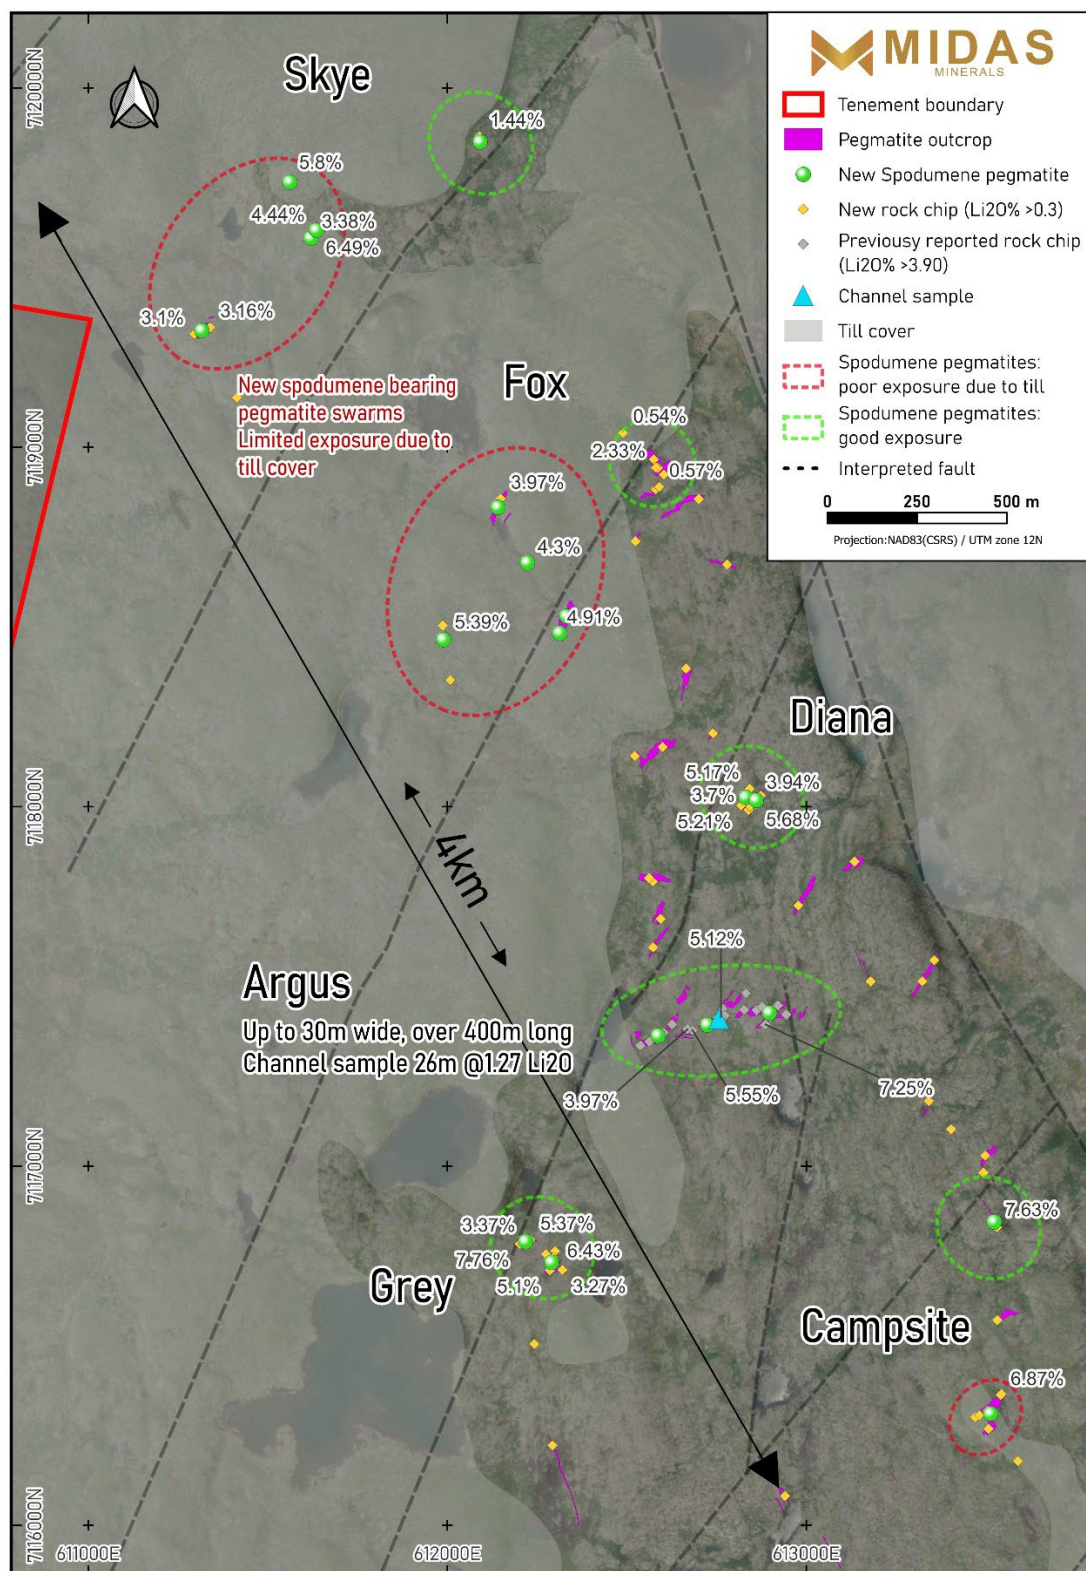 MIDAS
MINERALS
Tenement boundary
Pegmatite outcrop
New Spodumene pegmatite
New rock chip (Li2O% >0.3)
Previousy reported rock chip
(Li2O% >3.90)
Channel sample
Till cover
Spodumene pegmatites:
poor exposure due to till
Spodumene pegmatites:
good exposure
Interpreted fault
0 250 500 m
Projection:NAD83(CSRS) / UTM zone 12N
Skye
1.44%
5.8%
4.44%
3.38%
6.49%
3.1%
3.16%
New spodumene bearing
pegmatite swarms
Limited exposure due to
till cover
Fox
0.54%
2.33%
0.57%
3.97%
4.3%
5.39%
4.91%
Diana
5.17%
3.94%
3.7%
5.21%
5.68%
4km
5.12%
Argus
Up to 30m wide, over 400m long
Channel sample 26m @1.27 Li2O
3.97%
5.55%
7.25%
3.37%
5.37%
7.76%
6.43%
5.1%
3.27%
Grey
7.63%
Campsite
6.87%
7120000N
7119000N
7118000N
7117000N
7116000N
611000E
612000E
613000E